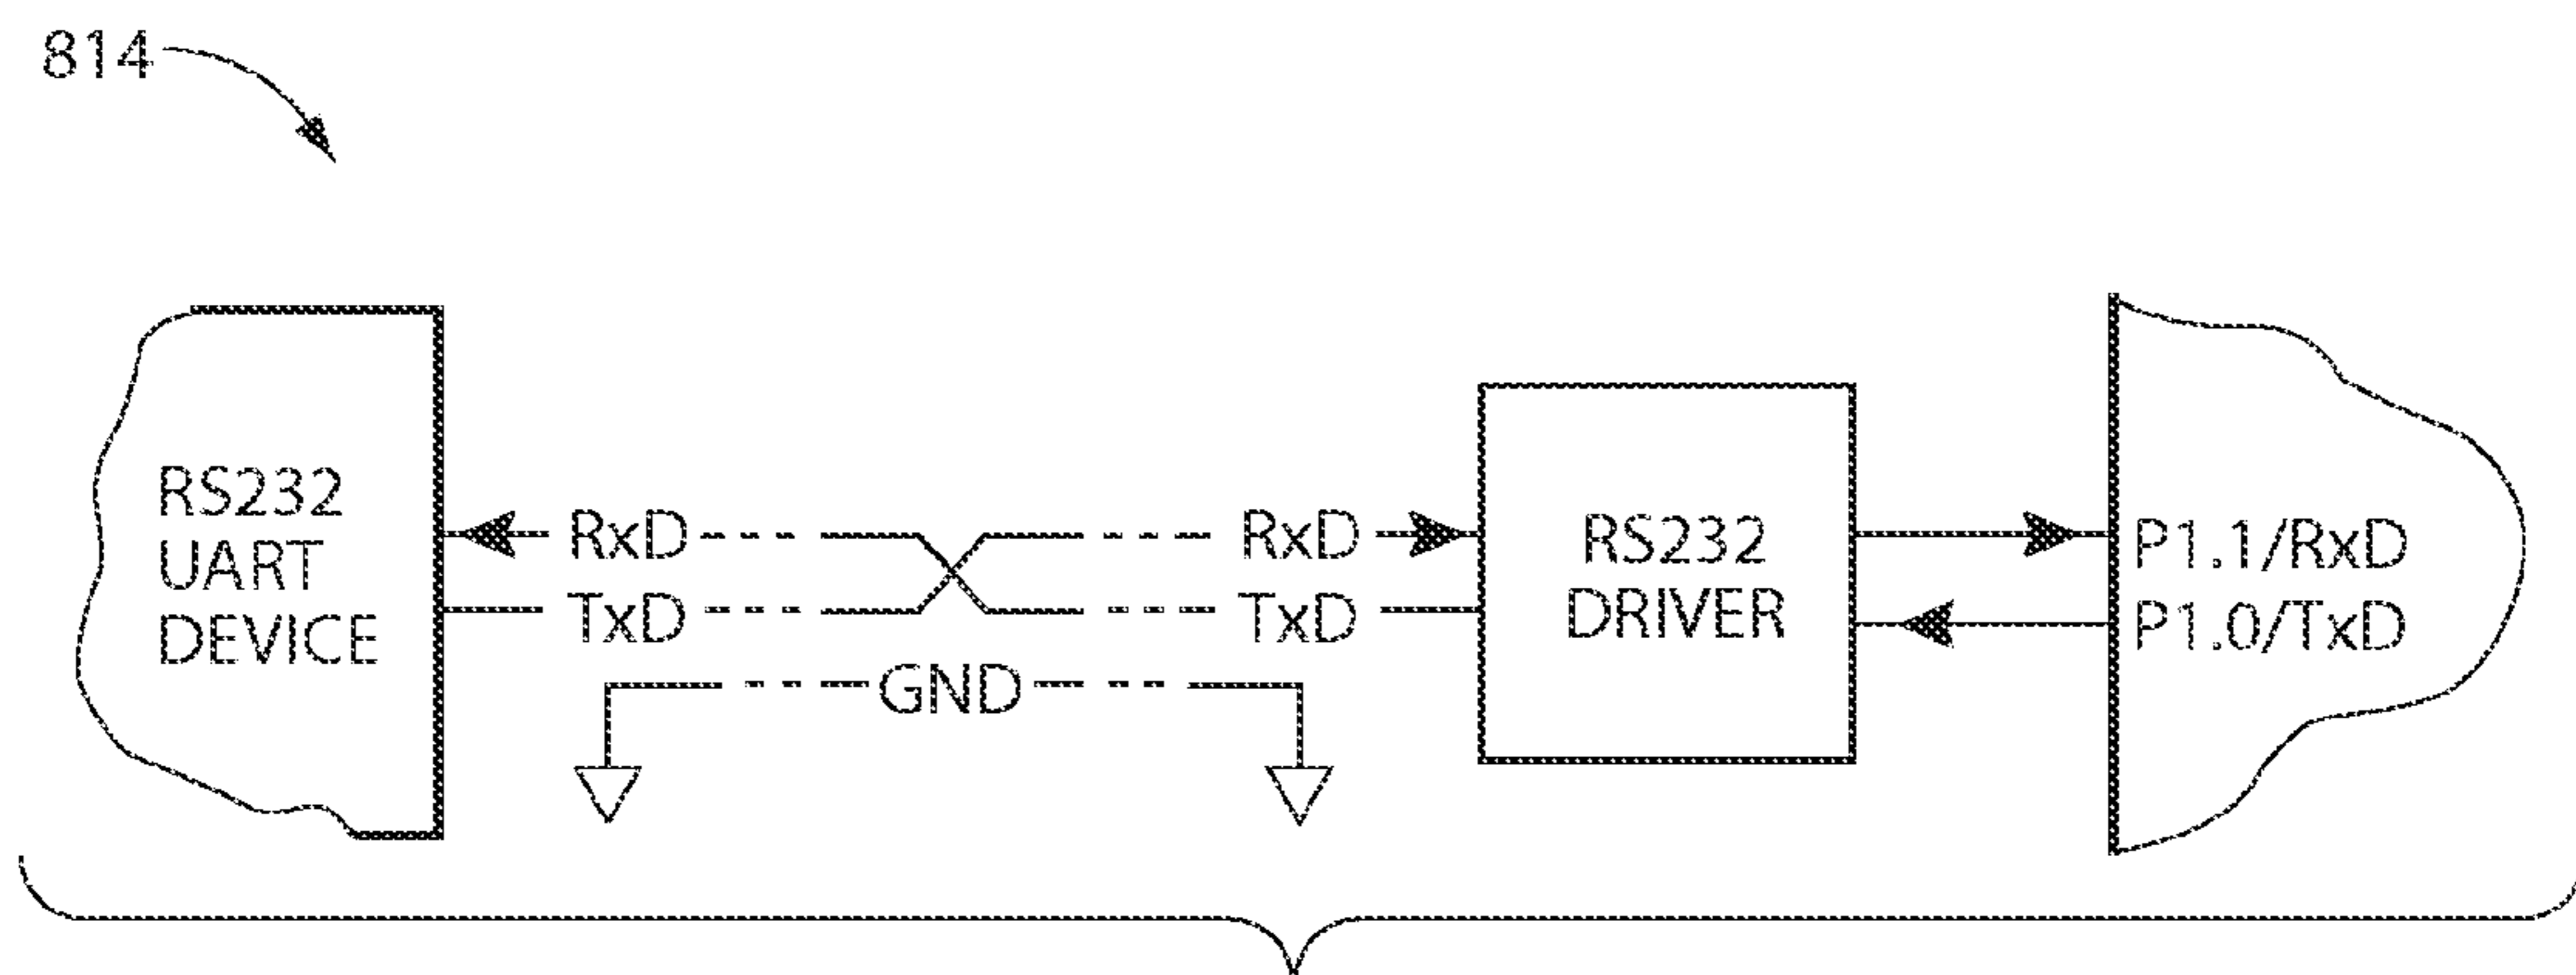 814
RS232
UART
DEVICE
RxD
TxD
GND
RxD
TxD
RS232
DRIVER
P1.1/RxD
P1.0/TxD